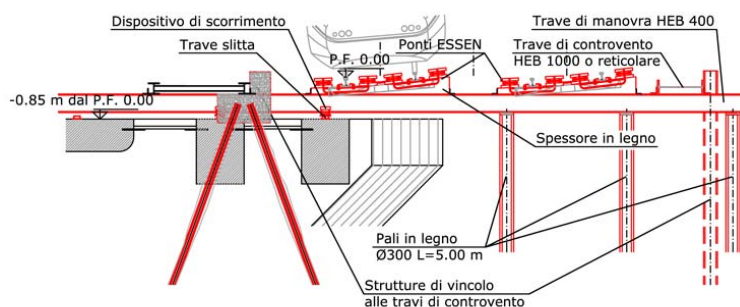 Dispositivo di scorrimento
Trave di manovra HEB 400
Trave slitta
Ponti ESSEN
Trave di controvento
HEB 1000 o reticolare
P.F. 0.00
-0.85 m dal P.F. 0.00
Spessore in legno
Pali in legno
Ø300 L=5.00 m
Strutture di vincolo
alle travi di controvento